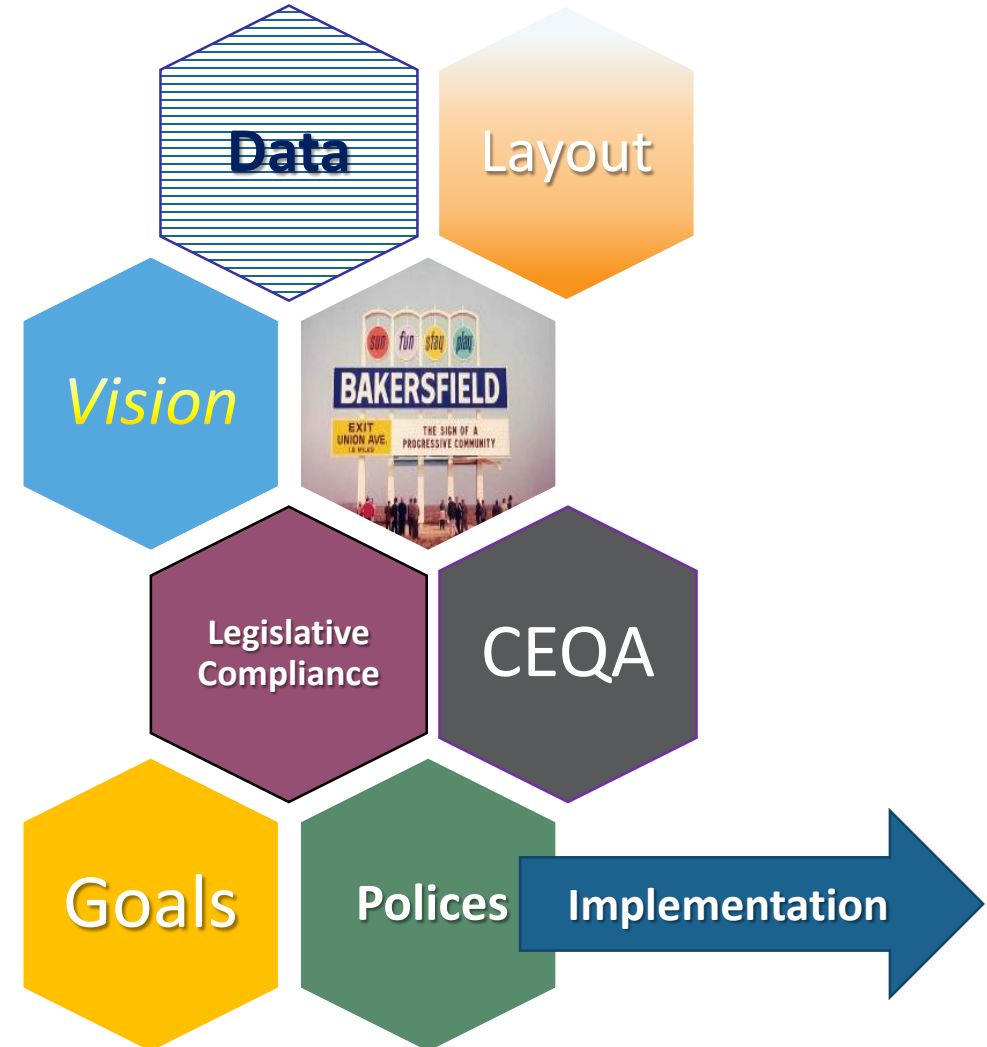 Data
Layout
Vision
sun fun stay play
BAKERSFIELD
EXIT
UNION AVE.
THE SIGN OF A
PROGRESSIVE COMMUNITY
Legislative
Compliance
CEQA
Goals
Polices
Implementation